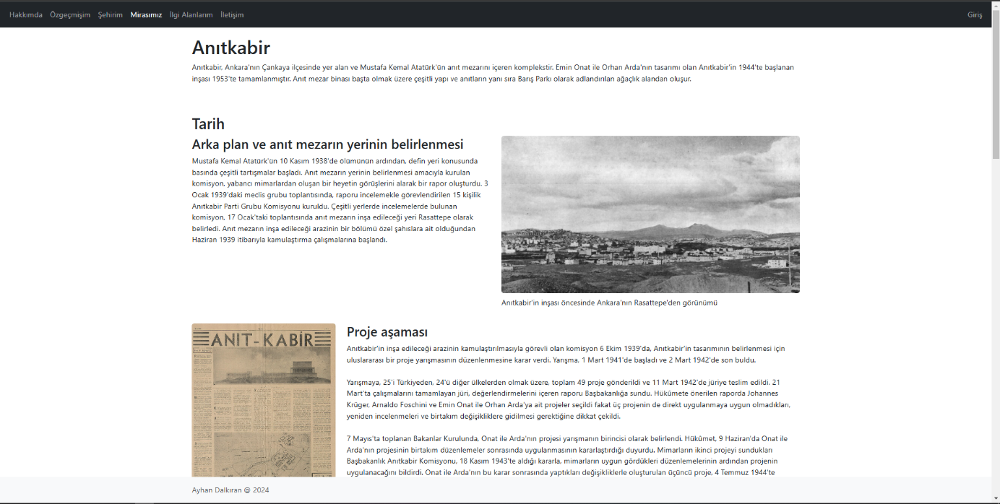 Hakkımda Özgeçmişim Şehirim Mirasımız İlgi Alanlarım İletişim Giriş
Anıtkabir
Anıtkabir, Ankara'nın Çankaya ilçesinde yer alan ve Mustafa Kemal Atatürk'ün anıt mezarını içeren komplekstir. Emin Onat ile Orhan Arda'nın tasarımı olan Anıtkabir'in 1944'te başlanan
inşası 1953'te tamamlanmıştır. Anıt mezar binası başta olmak üzere çeşitli yapı ve anıtların yanı sıra Barış Parkı olarak adlandırılan ağaçlık alandan oluşur.
Tarih
Arka plan ve anıt mezarın yerinin belirlenmesi
Mustafa Kemal Atatürk'ün 10 Kasım 1938'de ölümünün ardından, defin yeri konusunda
basında çeşitli tartışmalar başladı. Anıt mezarın yerinin belirlenmesi amacıyla kurulan
komisyon, yabancı mimarlardan oluşan bir heyetin görüşlerini alarak bir rapor oluşturdu. 3
Ocak 1939'daki meclis grubu toplantısında, raporu incelemekle görevlendirilen 15 kişilik
Anıtkabir Parti Grubu Komisyonu kuruldu. Çeşitli yerlerde incelemelerde bulunan
komisyon, 17 Ocak'taki toplantısında anıt mezarın inşa edileceği yeri Rasattepe olarak
belirledi. Anıt mezarın inşa edileceği arazinin bir bölümü özel şahıslara ait olduğundan
Haziran 1939 itibarıyla kamulaştırma çalışmalarına başlandı.
Anıtkabir'in inşası öncesinde Ankara'nın Rasattepe'den görünümü
ANIT-KABİR
Proje aşaması
Anıtkabir'in inşa edileceği arazinin kamulaştırılmasıyla görevli olan komisyon 6 Ekim 1939'da, Anıtkabir'in tasarımının belirlenmesi için
uluslararası bir proje yarışmasının düzenlenmesine karar verdi. Yarışma, 1 Mart 1941'de başladı ve 2 Mart 1942'de son buldu.
Yarışmaya, 25'i Türkiyeden, 24'ü diğer ülkelerden olmak üzere, toplam 49 proje gönderildi ve 11 Mart 1942'de jüriye teslim edildi. 21
Mart'ta çalışmalarını tamamlayan jüri, değerlendirmelerini içeren raporu Başbakanlığa sundu. Hükûmete önerilen raporda Johannes
Krüger, Arnaldo Foschini ve Emin Onat ile Orhan Arda'ya ait projeler seçildi fakat üç projenin de direkt uygulanmaya uygun olmadıkları,
yeniden incelenmeleri ve birtakım değişikliklere gidilmesi gerektiğine dikkat çekildi.
7 Mayıs'ta toplanan Bakanlar Kurulunda, Onat ile Arda'nın projesi yarışmanın birincisi olarak belirlendi. Hükûmet, 9 Haziran'da Onat ile
Arda'nın projesinin birtakım düzenlemeler sonrasında uygulanmasının kararlaştırdığı duyurdu. Mimarların ikinci projeyi sundukları
Başbakanlık Anıtkabir Komisyonu, 18 Kasım 1943'te aldığı kararla, mimarların uygun gördükleri düzenlemelerinin ardından projenin
uygulanacağını bildirdi. Onat ile Arda'nın bu karar sonrasında yaptıkları değişikliklerle oluşturulan üçüncü proje, 4 Temmuz 1944'te
Ayhan Dalkıran @ 2024